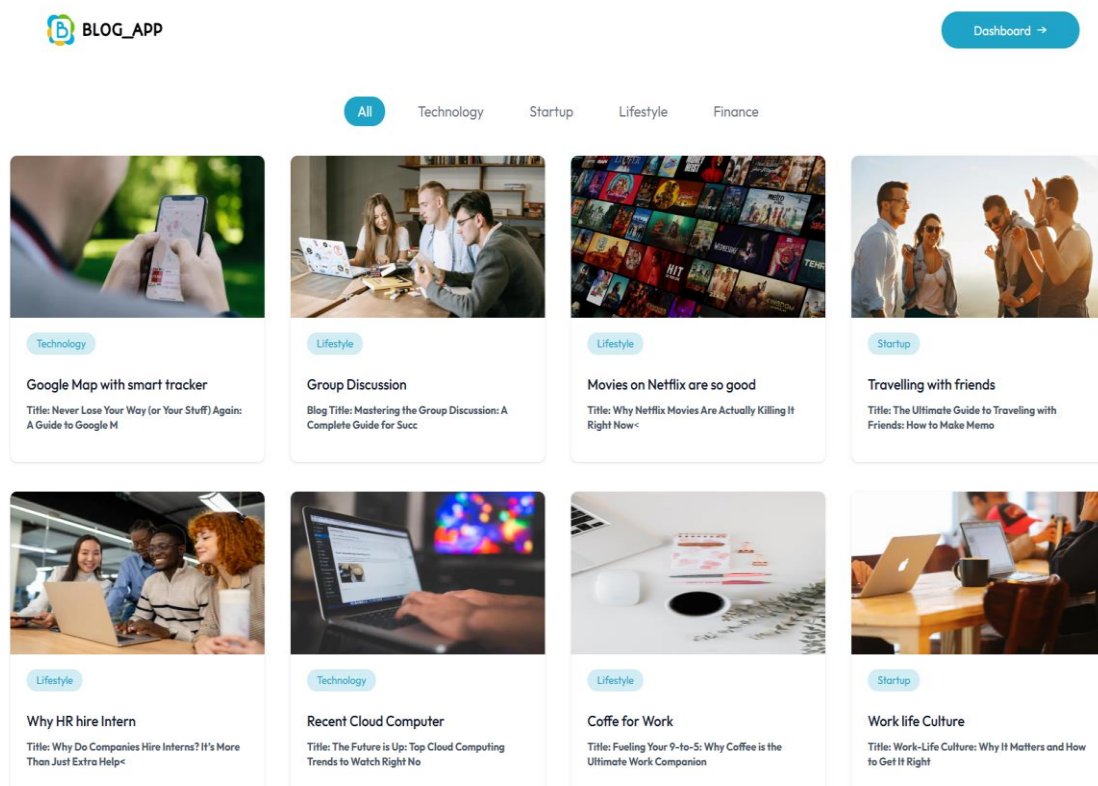 BLOG_APP
Dashboard →
All
Technology
Startup
Lifestyle
Finance
Technology
Google Map with smart tracker
Title: Never Lose Your Way (or Your Stuff) Again:
A Guide to Google M
Lifestyle
Group Discussion
Blog Title: Mastering the Group Discussion: A
Complete Guide for Succ
HIT
WEDNESDAY
metro
Lifestyle
Movies on Netflix are so good
Title: Why Netflix Movies Are Actually Killing It
Right Now<
Startup
Travelling with friends
Title: The Ultimate Guide to Traveling with
Friends: How to Make Memo
Lifestyle
Why HR hire Intern
Title: Why Do Companies Hire Interns? It's More
Than Just Extra Help<
Technology
Recent Cloud Computer
Title: The Future is Up: Top Cloud Computing
Trends to Watch Right No
Lifestyle
Coffe for Work
Title: Fueling Your 9-to-5: Why Coffee is the
Ultimate Work Companion
Startup
Work life Culture
Title: Work-Life Culture: Why It Matters and How
to Get It Right